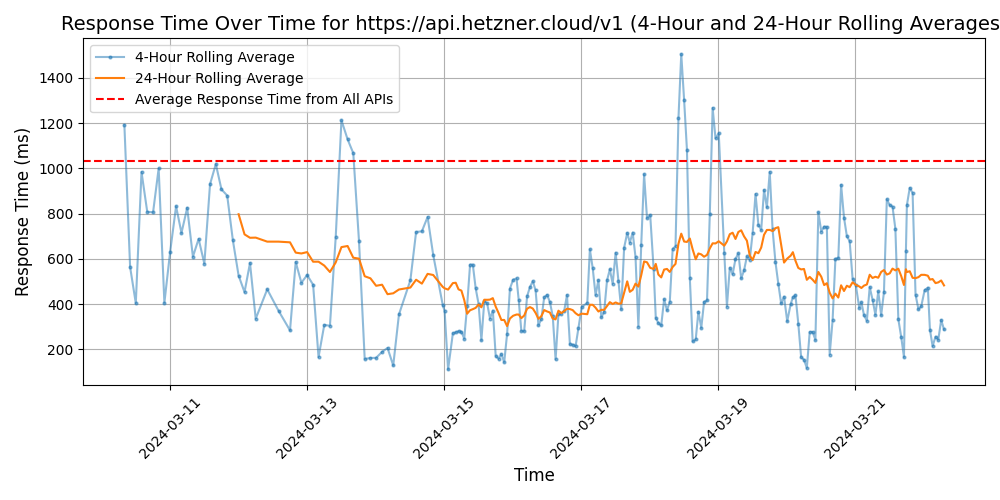 Response Time Over Time for https://api.hetzner.cloud/v1 (4-Hour and 24-Hour Rolling Averages
4-Hour Rolling Average
24-Hour Rolling Average
Average Response Time from All APIs
Response Time (ms)
1400
1200
1000
800
600
400
200
2024-03-11
2024-03-13
2024-03-15
2024-03-17
2024-03-19
2024-03-21
Time